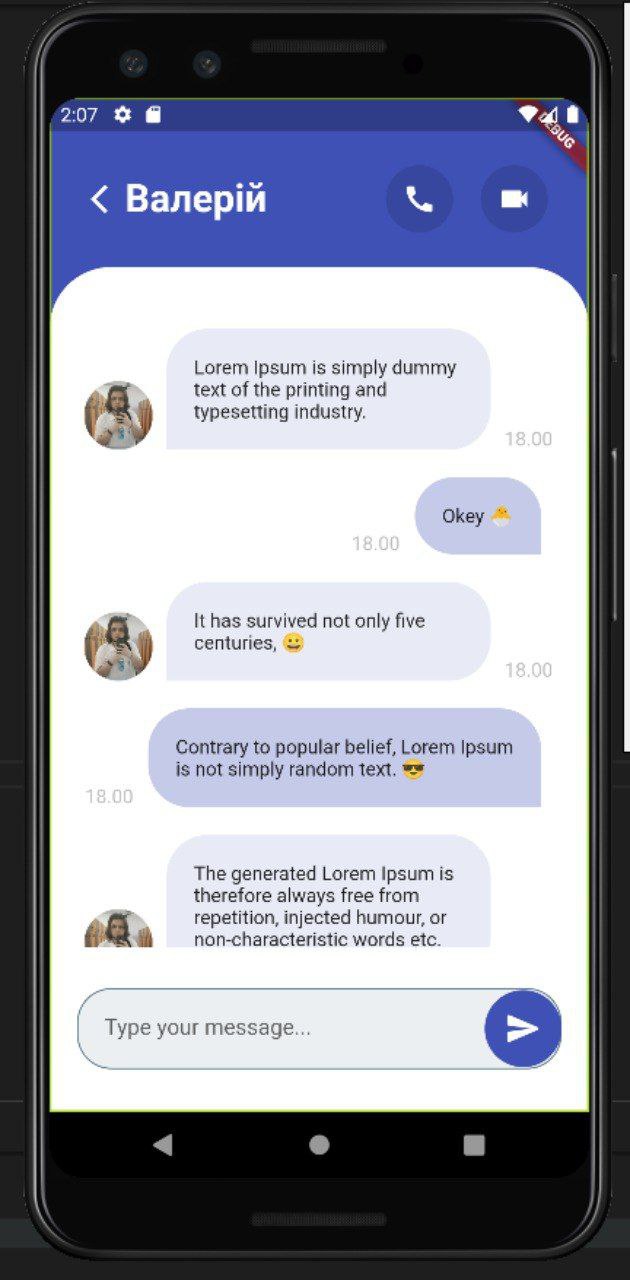 2:07
DEBUG
Валерій
Lorem Ipsum is simply dummy
text of the printing and
typesetting industry.
18.00
Okey 🐣
18.00
It has survived not only five
centuries, 😀
18.00
Contrary to popular belief, Lorem Ipsum
is not simply random text. 😎
18.00
The generated Lorem Ipsum is
therefore always free from
repetition, injected humour, or
non-characteristic words etc.
Type your message...